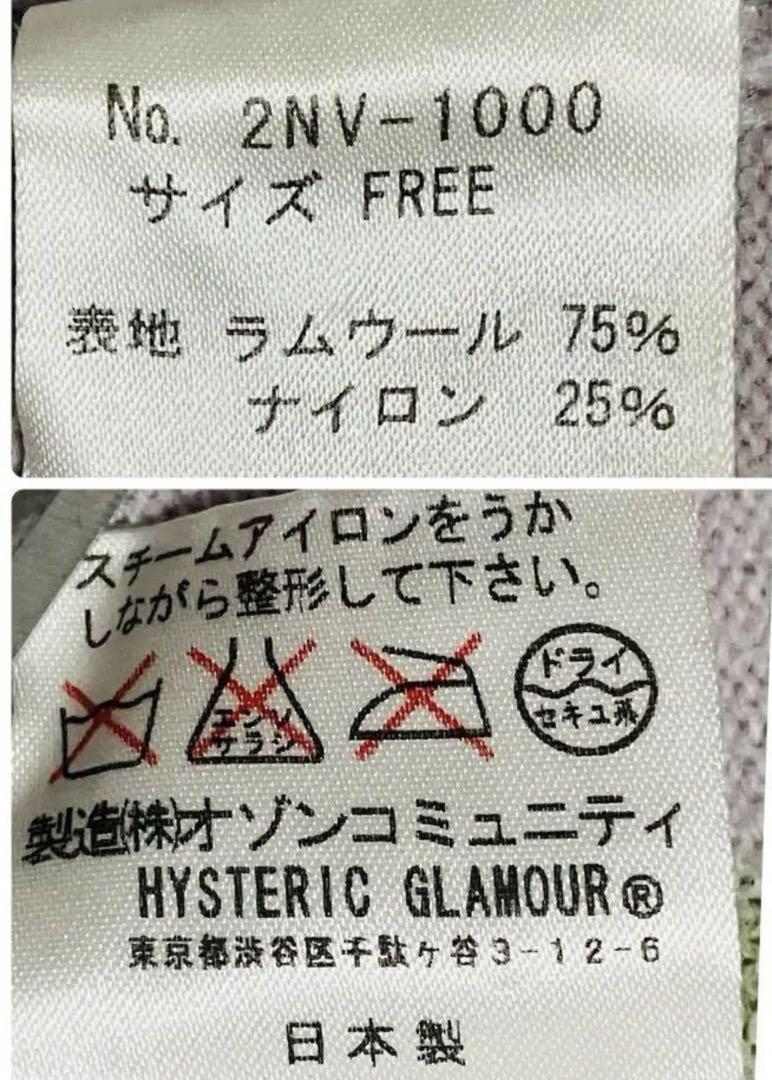 No. 2NV-1000
サイズ FREE
表地 ラムウール 75%
ナイロン 25%
スチームアイロンをうか
しながら整形して下さい。
エンソ
サラシ
ドライ
セキユ系
製造(株)オゾンコミュニティ
HYSTERIC GLAMOUR®
東京都渋谷区千駄ヶ谷3-12-6
日本製